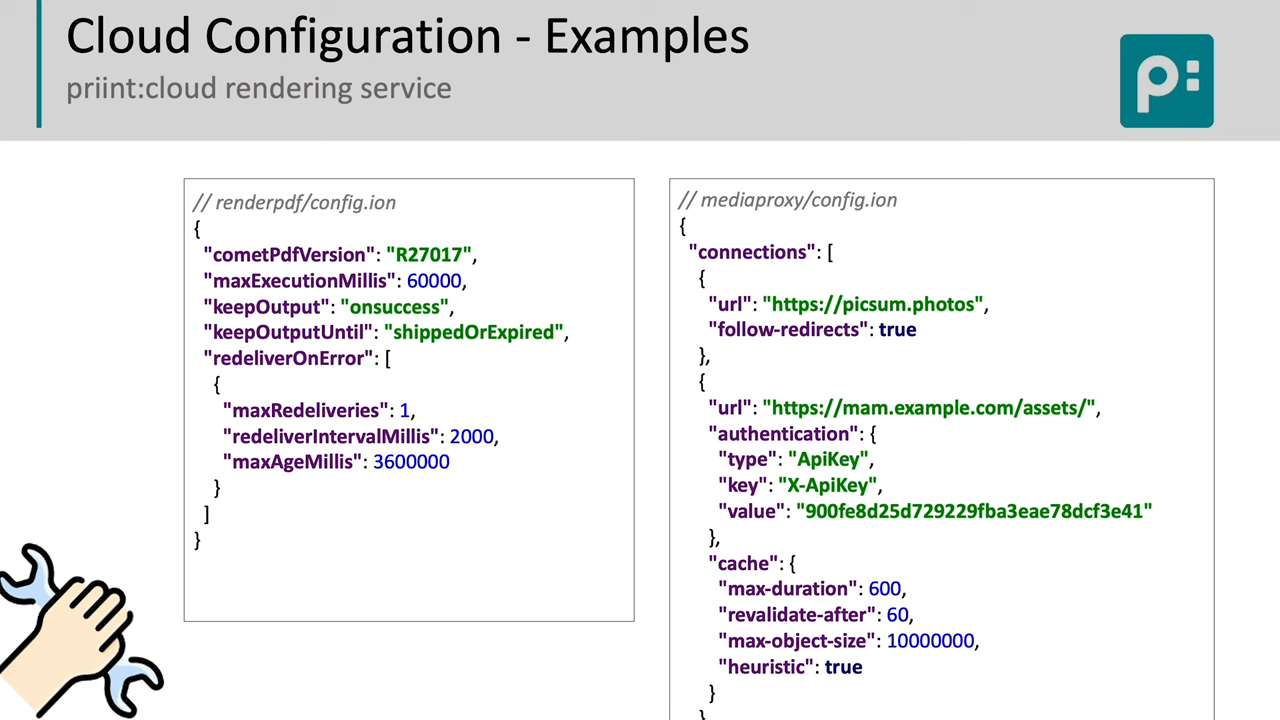 Cloud Configuration - Examples
priint:cloud rendering service
p:
// renderpdf/config.ion
{
"cometPdfVersion": "R27017",
"maxExecutionMillis": 60000,
"keepOutput": "onsuccess",
"keepOutputUntil": "shippedOrExpired",
"redeliverOnError": [
{
"maxRedeliveries": 1,
"redeliverIntervalMillis": 2000,
"maxAgeMillis": 3600000
}
]
}
// mediaproxy/config.ion
{
"connections": [
{
"url": "https://picsum.photos",
"follow-redirects": true
},
{
"url": "https://mam.example.com/assets/",
"authentication": {
"type": "ApiKey",
"key": "X-ApiKey",
"value": "900fe8d25d729229fba3eae78dcf3e41"
},
"cache": {
"max-duration": 600,
"revalidate-after": 60,
"max-object-size": 10000000,
"heuristic": true
}
}